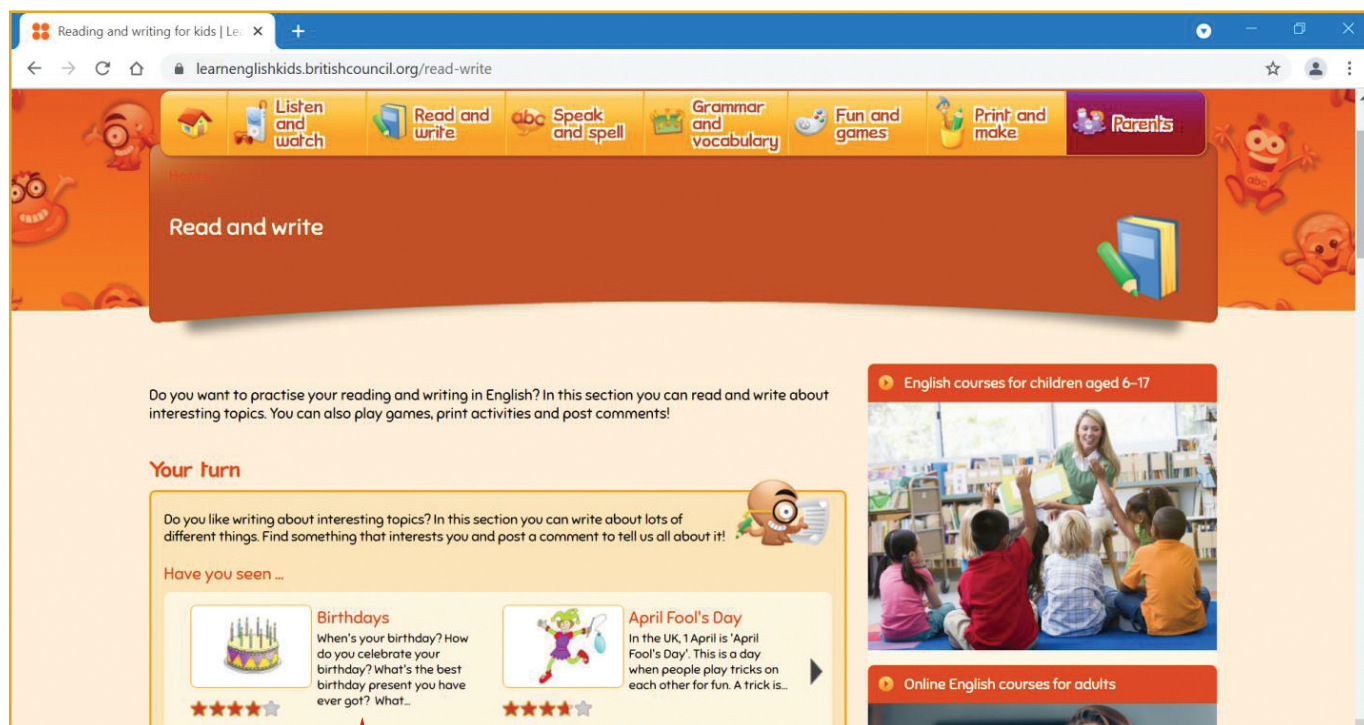 Reading and writing for kids | Le
learnenglishkids.britishcouncil.org/read-write
Listen
and
watch
Read and
write
abc
Speak
and spell
Grammar
and
vocabulary
Fun and
games
Print and
make
Parents
Home
abc
Read and write
Do you want to practise your reading and writing in English? In this section you can read and write about
interesting topics. You can also play games, print activities and post comments!
Your turn
Do you like writing about interesting topics? In this section you can write about lots of
different things. Find something that interests you and post a comment to tell us all about it!
Have you seen ...
Birthdays
When's your birthday? How
do you celebrate your
birthday? What's the best
birthday present you have
ever got? What...
April Fool's Day
In the UK, 1 April is 'April
Fool's Day'. This is a day
when people play tricks on
each other for fun. A trick is...
English courses for children aged 6–17
Online English courses for adults